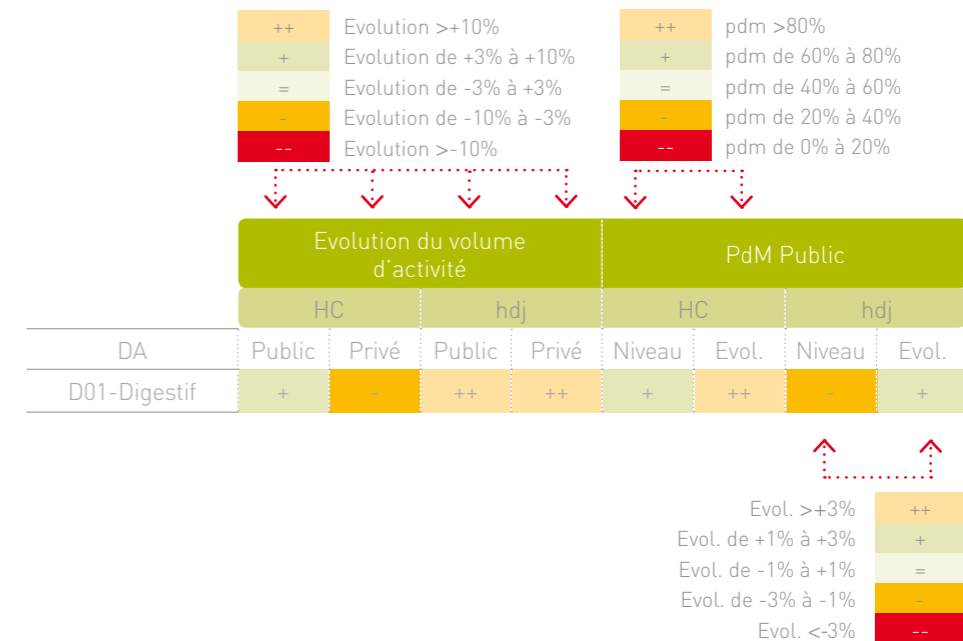 ++ Evolution >+10%
+ Evolution de +3% à +10%
= Evolution de -3% à +3%
- Evolution de -10% à -3%
-- Evolution >-10%
++ pdm >80%
+ pdm de 60% à 80%
= pdm de 40% à 60%
- pdm de 20% à 40%
-- pdm de 0% à 20%
Evolution du volume
d'activité
PdM Public
HC hdj HC hdj
DA Public Privé Public Privé Niveau Evol. Niveau Evol.
D01-Digestif + - ++ ++ + ++ - +
Evol. >+3% ++
Evol. de +1% à +3% +
Evol. de -1% à +1% =
Evol. de -3% à -1% -
Evol. <-3% --